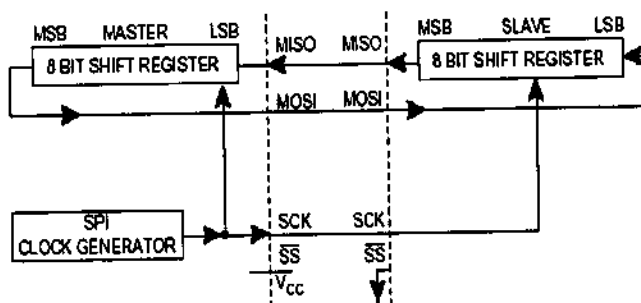 MSB MASTER LSB
8 BIT SHIFT REGISTER
MISO MISO
MSB SLAVE LSB
8 BIT SHIFT REGISTER
MOSI MOSI
SPI
CLOCK GENERATOR
SCK SCK
SS SS
VCC